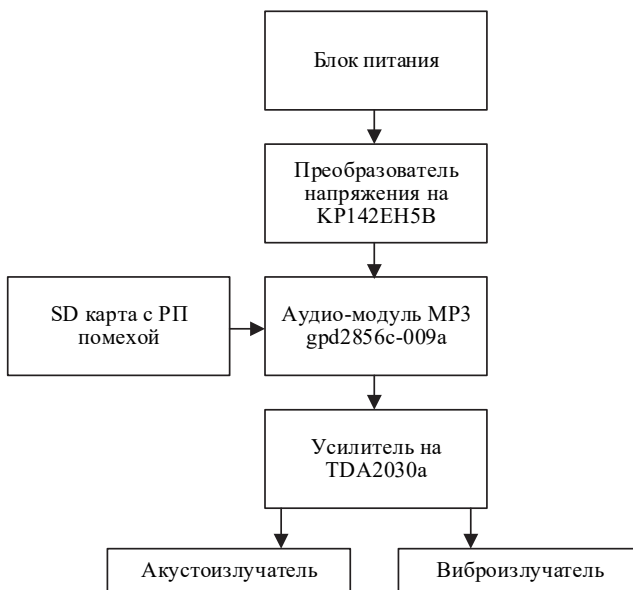 Блок питания
Преобразователь
напряжения на
КР142ЕН5В
SD карта с РП
помехой
Аудио-модуль MP3
gpd2856c-009a
Усилитель на
TDA2030a
Акустоизлучатель
Виброизлучатель